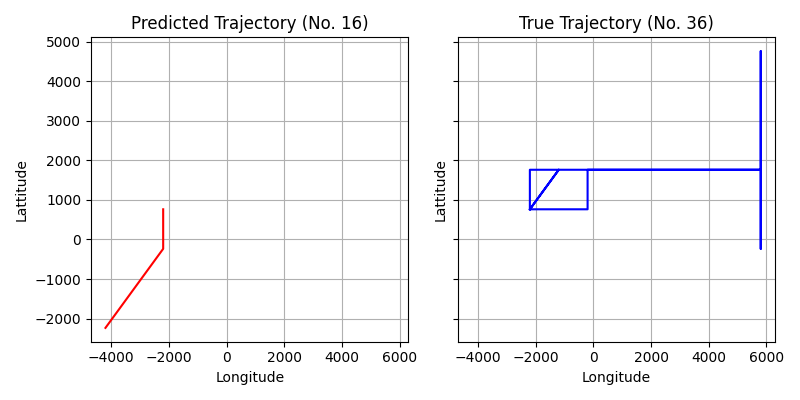 Predicted Trajectory (No. 16)
5000
4000
3000
2000
1000
0
−1000
−2000
−4000 −2000 0 2000 4000 6000
Longitude
Lattitude
True Trajectory (No. 36)
−4000 −2000 0 2000 4000 6000
Longitude
Lattitude